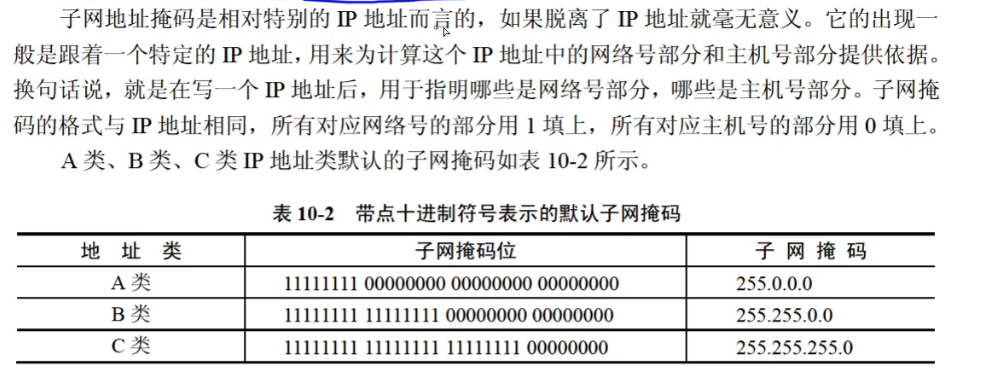 子网地址掩码是相对特别的 IP 地址而言的，如果脱离了 IP 地址就毫无意义。它的出现一
般是跟着一个特定的 IP 地址，用来为计算这个 IP 地址中的网络号部分和主机号部分提供依据。
换句话说，就是在写一个 IP 地址后，用于指明哪些是网络号部分，哪些是主机号部分。子网掩
码的格式与 IP 地址相同，所有对应网络号的部分用 1 填上，所有对应主机号的部分用 0 填上。
A 类、B 类、C 类 IP 地址类默认的子网掩码如表 10-2 所示。
表 10-2 带点十进制符号表示的默认子网掩码
地 址 类 子网掩码位 子 网 掩 码
A 类 11111111 00000000 00000000 00000000 255.0.0.0
B 类 11111111 11111111 00000000 00000000 255.255.0.0
C 类 11111111 11111111 11111111 00000000 255.255.255.0